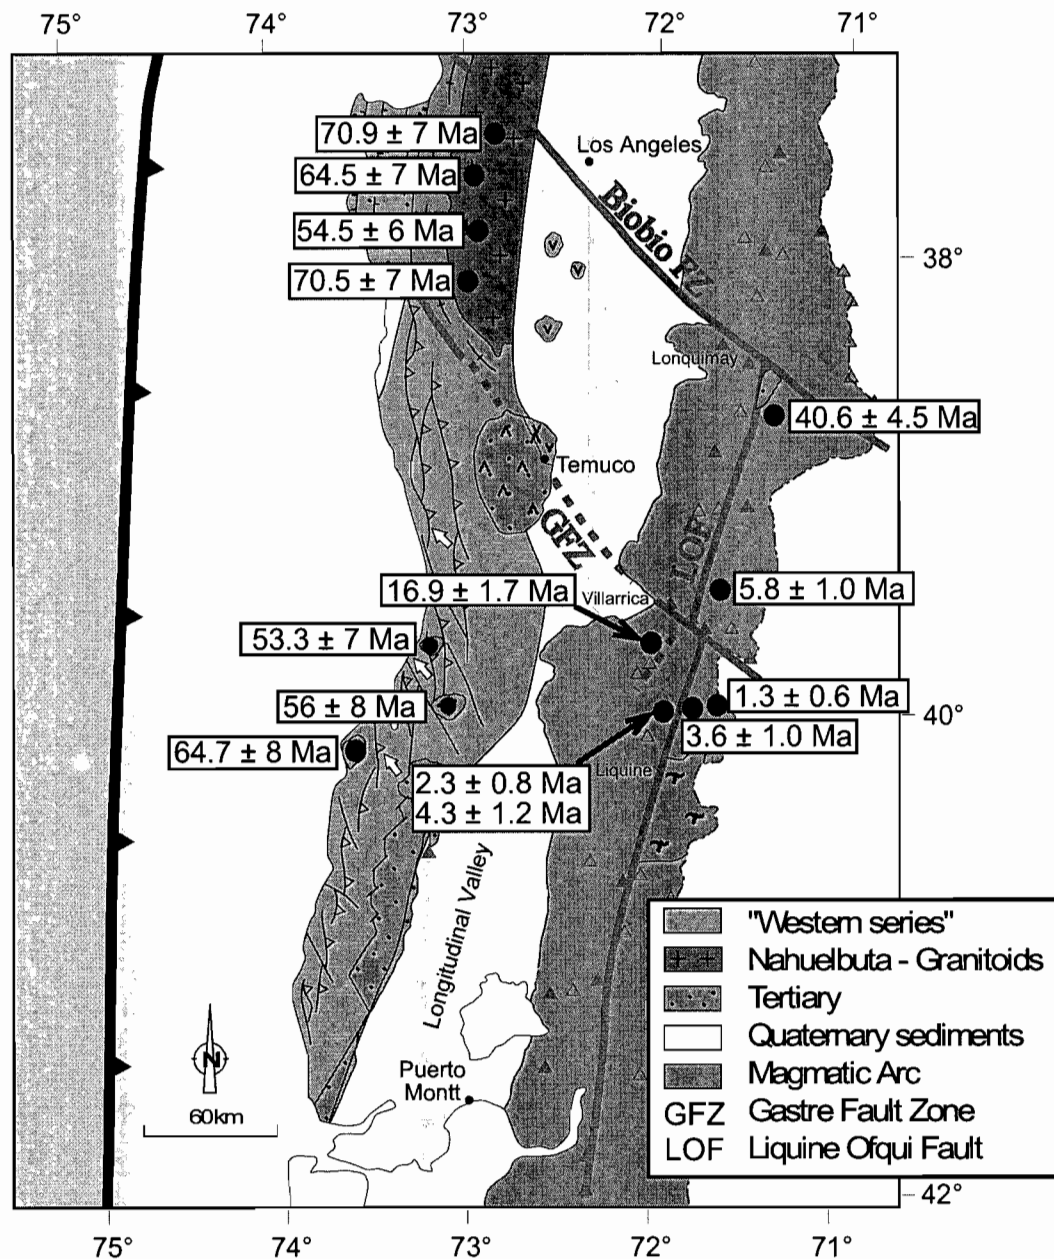 75° 74° 73° 72° 71°
70.9 ± 7 Ma
Los Angeles
64.5 ± 7 Ma
Biobio FZ
54.5 ± 6 Ma
38°
70.5 ± 7 Ma
Lonquimay
40.6 ± 4.5 Ma
Temuco
GFZ
LOF
16.9 ± 1.7 Ma
Villarrica
5.8 ± 1.0 Ma
53.3 ± 7 Ma
1.3 ± 0.6 Ma
56 ± 8 Ma
40°
3.6 ± 1.0 Ma
64.7 ± 8 Ma
Liquine
2.3 ± 0.8 Ma
4.3 ± 1.2 Ma
Longitudinal Valley
"Western series"
Nahuelbuta - Granitoids
Tertiary
Quaternary sediments
Magmatic Arc
GFZ Gastre Fault Zone
LOF Liquine Ofqui Fault
N
60km
Puerto
Montt
42°
75° 74° 73° 72° 71°